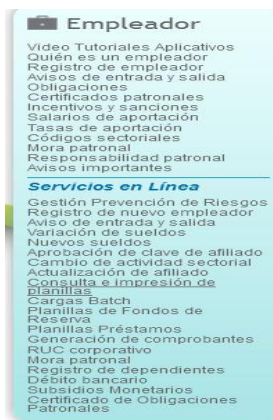 Empleador
Video Tutoriales Aplicativos
Quién es un empleador
Registro de empleador
Avisos de entrada y salida
Obligaciones
Certificados patronales
Incentivos y sanciones
Salarios de aportación
Tasas de aportación
Códigos sectoriales
Mora patronal
Responsabilidad patronal
Avisos importantes
Servicios en Línea
Gestión Prevención de Riesgos
Registro de nuevo empleador
Aviso de entrada y salida
Variación de sueldos
Nuevos sueldos
Aprobación de clave de afiliado
Cambio de actividad sectorial
Actualización de afiliado
Consulta e impresión de
planillas
Cargas Batch
Planillas de Fondos de
Reserva
Planillas Préstamos
Generación de comprobantes
RUC corporativo
Mora patronal
Registro de dependientes
Débito bancario
Subsidios Monetarios
Certificado de Obligaciones
Patronales